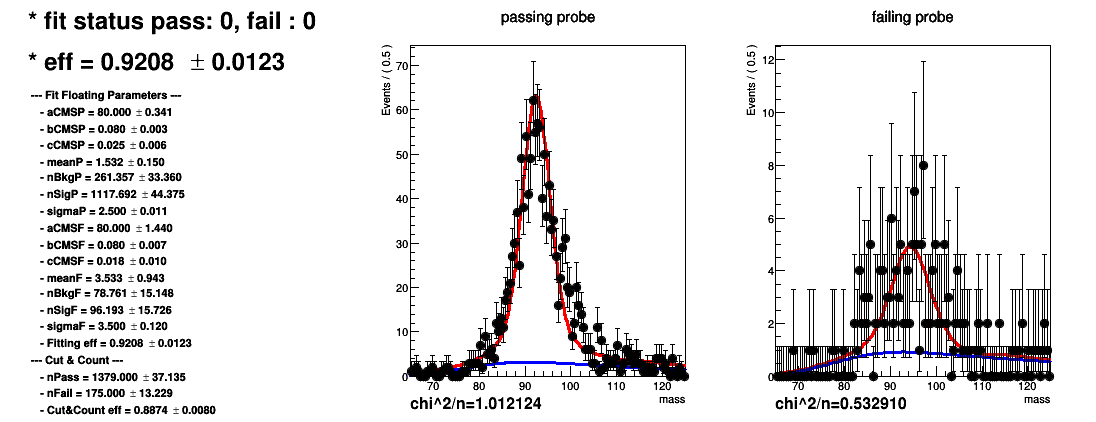 * fit status pass: 0, fail : 0
* eff = 0.9208 ± 0.0123
--- Fit Floating Parameters ---
- aCMSP = 80.000 ± 0.341
- bCMSP = 0.080 ± 0.003
- cCMSP = 0.025 ± 0.006
- meanP = 1.532 ± 0.150
- nBkgP = 261.357 ± 33.360
- nSigP = 1117.692 ± 44.375
- sigmaP = 2.500 ± 0.011
- aCMSF = 80.000 ± 1.440
- bCMSF = 0.080 ± 0.007
- cCMSF = 0.018 ± 0.010
- meanF = 3.533 ± 0.943
- nBkgF = 78.761 ± 15.148
- nSigF = 96.193 ± 15.726
- sigmaF = 3.500 ± 0.120
- Fitting eff = 0.9208 ± 0.0123
--- Cut & Count ---
- nPass = 1379.000 ± 37.135
- nFail = 175.000 ± 13.229
- Cut&Count eff = 0.8874 ± 0.0080
passing probe
Events / ( 0.5 )
70
60
50
40
30
20
10
0
70 80 90 100 110 120
mass
chi^2/n=1.012124
failing probe
Events / ( 0.5 )
12
10
8
6
4
2
0
70 80 90 100 110 120
mass
chi^2/n=0.532910